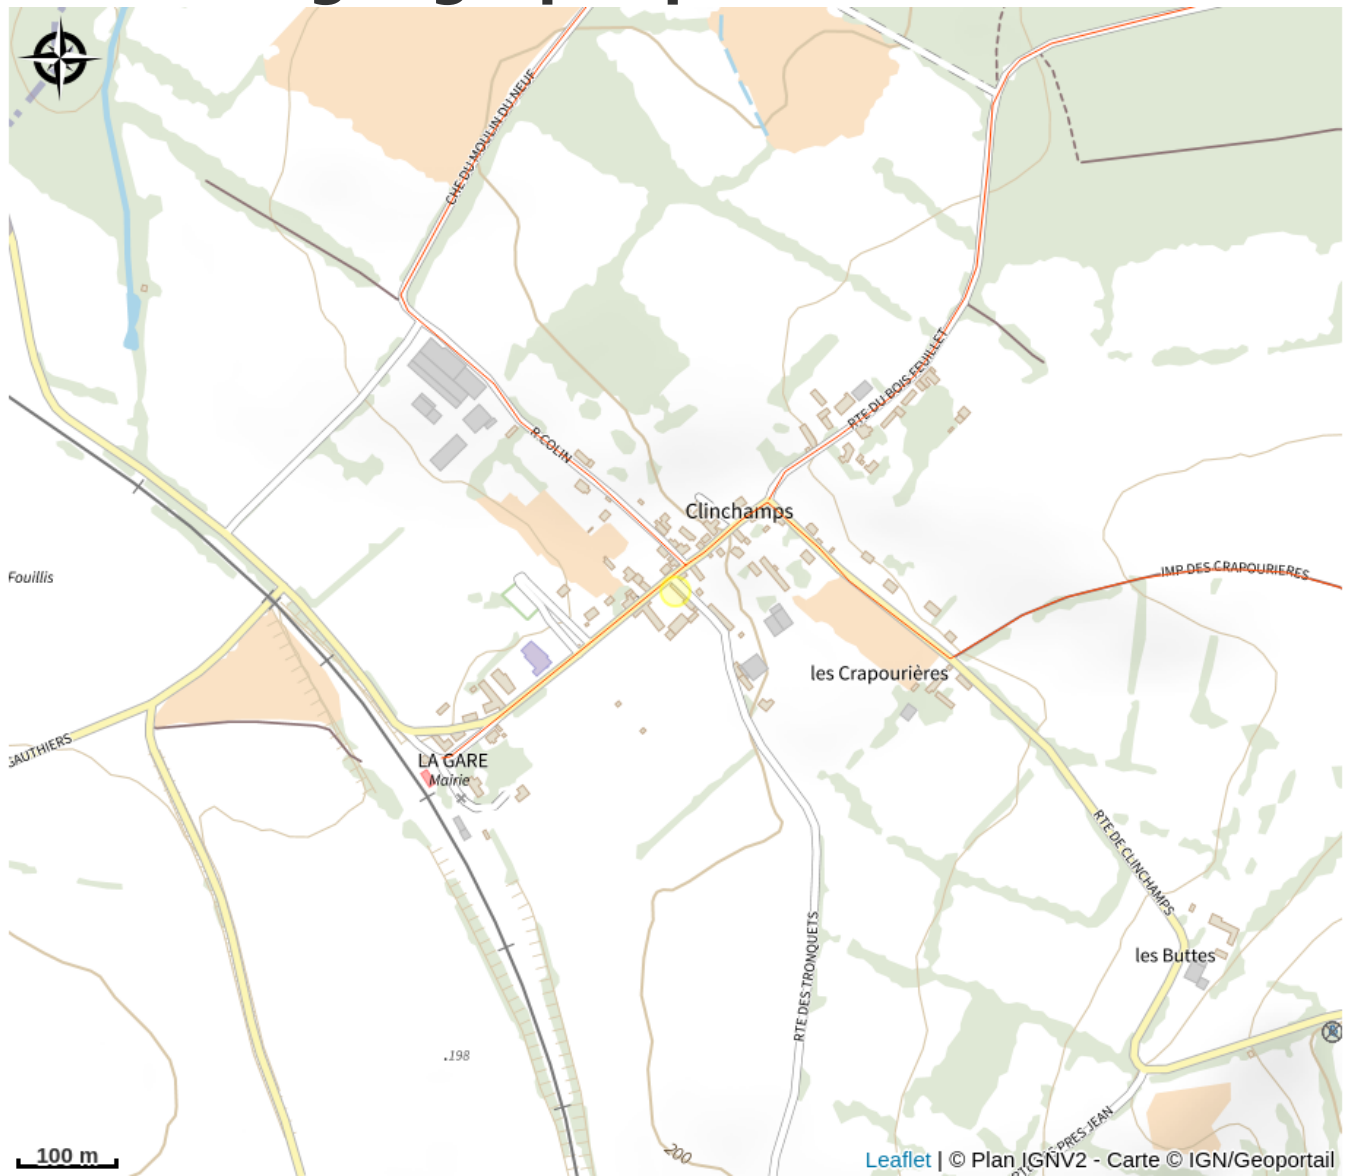 CHE DU MOULIN DU NEUF
RTE DU BOIS FEUILLET
R COLIN
Clinchamps
Fouillis
IMP DES CRAPOURIERES
les Crapourières
GAUTHIERS
LA GARE
Mairie
RTE DE CLINCHAMPS
les Buttes
RTE DES TRONQUETS
198
PRES JEAN
200
100 m
Leaflet | © Plan IGNV2 - Carte © IGN/Geoportail